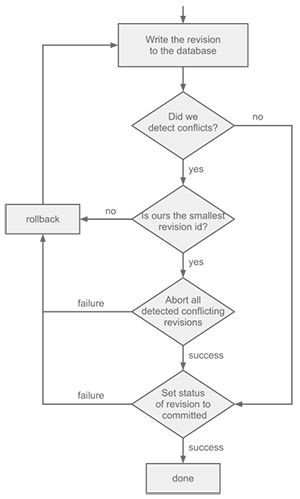 Write the revision
to the database
Did we
detect conflicts?
no
yes
rollback
no
Is ours the smallest
revision id?
yes
failure
Abort all
detected conflicting
revisions
success
failure
Set status
of revision to
committed
success
done